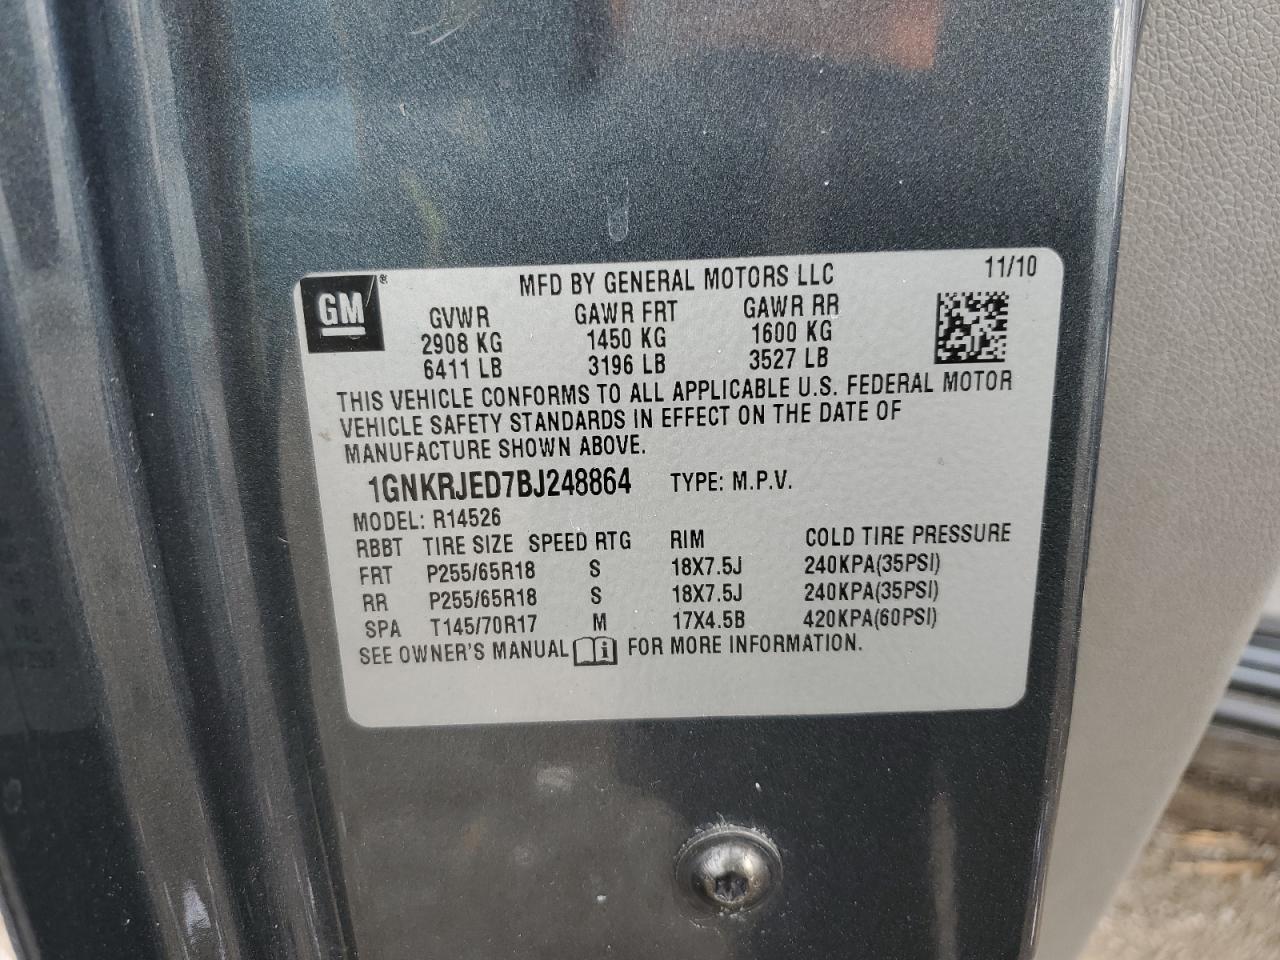 GM®
MFD BY GENERAL MOTORS LLC 11/10
GVWR GAWR FRT GAWR RR
2908 KG 1450 KG 1600 KG
6411 LB 3196 LB 3527 LB
THIS VEHICLE CONFORMS TO ALL APPLICABLE U.S. FEDERAL MOTOR
VEHICLE SAFETY STANDARDS IN EFFECT ON THE DATE OF
MANUFACTURE SHOWN ABOVE.
1GNKRJED7BJ248864 TYPE: M.P.V.
MODEL: R14526
RBBT TIRE SIZE SPEED RTG RIM COLD TIRE PRESSURE
FRT P255/65R18 S 18X7.5J 240KPA(35PSI)
RR P255/65R18 S 18X7.5J 240KPA(35PSI)
SPA T145/70R17 M 17X4.5B 420KPA(60PSI)
SEE OWNER'S MANUAL i FOR MORE INFORMATION.